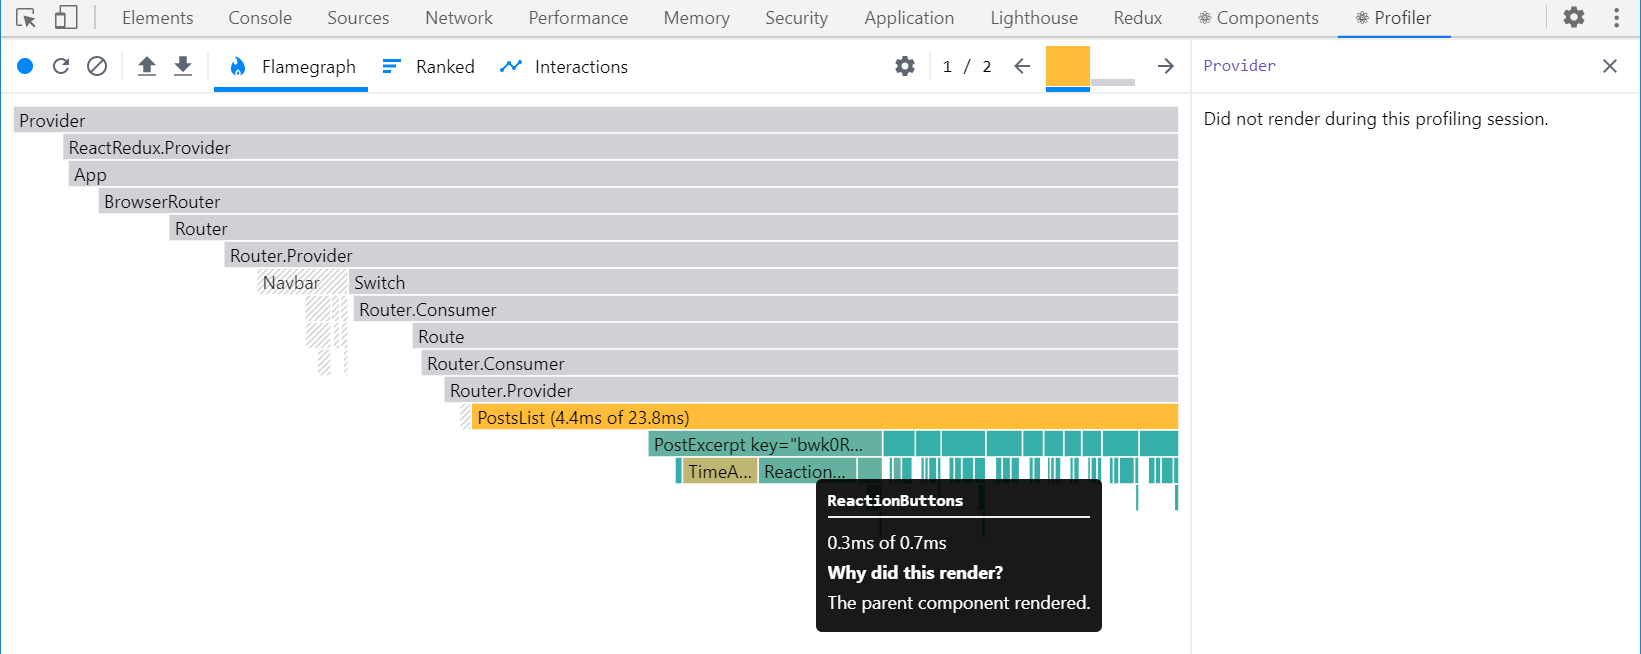 Elements Console Sources Network Performance Memory Security Application Lighthouse Redux Components Profiler
Flamegraph Ranked Interactions 1 / 2 Provider
Did not render during this profiling session.
Provider
ReactRedux.Provider
App
BrowserRouter
Router
Router.Provider
Navbar Switch
Router.Consumer
Route
Router.Consumer
Router.Provider
PostsList (4.4ms of 23.8ms)
PostExcerpt key="bwk0R...
TimeA... Reaction...
ReactionButtons
0.3ms of 0.7ms
Why did this render?
The parent component rendered.